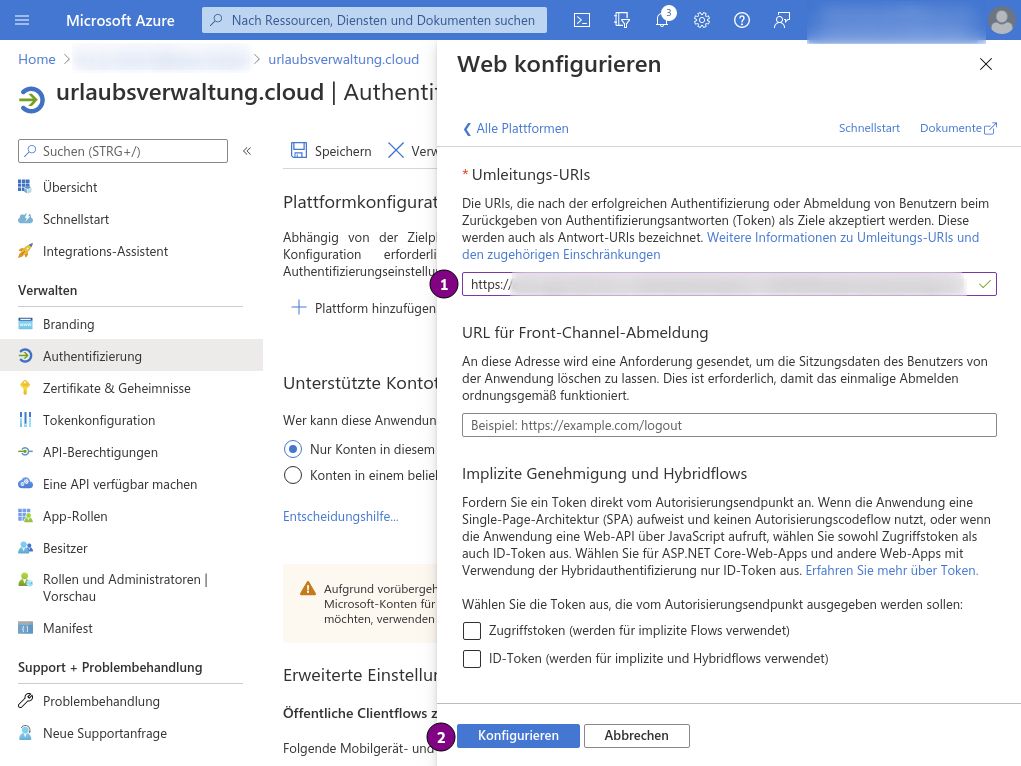 Microsoft Azure
Nach Ressourcen, Diensten und Dokumenten suchen
3
Home
urlaubsverwaltung.cloud
urlaubsverwaltung.cloud | Authentif
Suchen (STRG+/)
Übersicht
Schnellstart
Integrations-Assistent
Verwalten
Branding
Authentifizierung
Zertifikate & Geheimnisse
Tokenkonfiguration
API-Berechtigungen
Eine API verfügbar machen
App-Rollen
Besitzer
Rollen und Administratoren |
Vorschau
Manifest
Support + Problembehandlung
Problembehandlung
Neue Supportanfrage
Speichern
Verw
Plattformkonfigurat
Abhängig von der Zielpl
Konfiguration erforderli
Authentifizierungseinstellu
Plattform hinzufügen
Unterstützte Kontot
Wer kann diese Anwendun
Nur Konten in diesem
Konten in einem belieb
Entscheidungshilfe...
Aufgrund vorübergeh
Microsoft-Konten für
möchten, verwenden
Erweiterte Einstellur
Öffentliche Clientflows z
Folgende Mobilgerät- und
Web konfigurieren
Alle Plattformen
Schnellstart
Dokumente
* Umleitungs-URIs
Die URIs, die nach der erfolgreichen Authentifizierung oder Abmeldung von Benutzern beim
Zurückgeben von Authentifizierungsantworten (Token) als Ziele akzeptiert werden. Diese
werden auch als Antwort-URIs bezeichnet. Weitere Informationen zu Umleitungs-URIs und
den zugehörigen Einschränkungen
1
https:/
URL für Front-Channel-Abmeldung
An diese Adresse wird eine Anforderung gesendet, um die Sitzungsdaten des Benutzers von
der Anwendung löschen zu lassen. Dies ist erforderlich, damit das einmalige Abmelden
ordnungsgemäß funktioniert.
Beispiel: https://example.com/logout
Implizite Genehmigung und Hybridflows
Fordern Sie ein Token direkt vom Autorisierungsendpunkt an. Wenn die Anwendung eine
Single-Page-Architektur (SPA) aufweist und keinen Autorisierungscodeflow nutzt, oder wenn
die Anwendung eine Web-API über JavaScript aufruft, wählen Sie sowohl Zugriffstoken als
auch ID-Token aus. Wählen Sie für ASP.NET Core-Web-Apps und andere Web-Apps mit
Verwendung der Hybridauthentifizierung nur ID-Token aus. Erfahren Sie mehr über Token.
Wählen Sie die Token aus, die vom Autorisierungsendpunkt ausgegeben werden sollen:
Zugriffstoken (werden für implizite Flows verwendet)
ID-Token (werden für implizite und Hybridflows verwendet)
2
Konfigurieren
Abbrechen